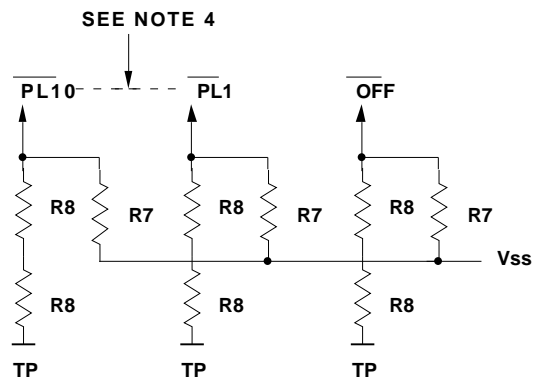 SEE NOTE 4
PL10 PL1 OFF
R8 R7 R8 R7 R8 R7
Vss
R8 R8 R8
TP TP TP